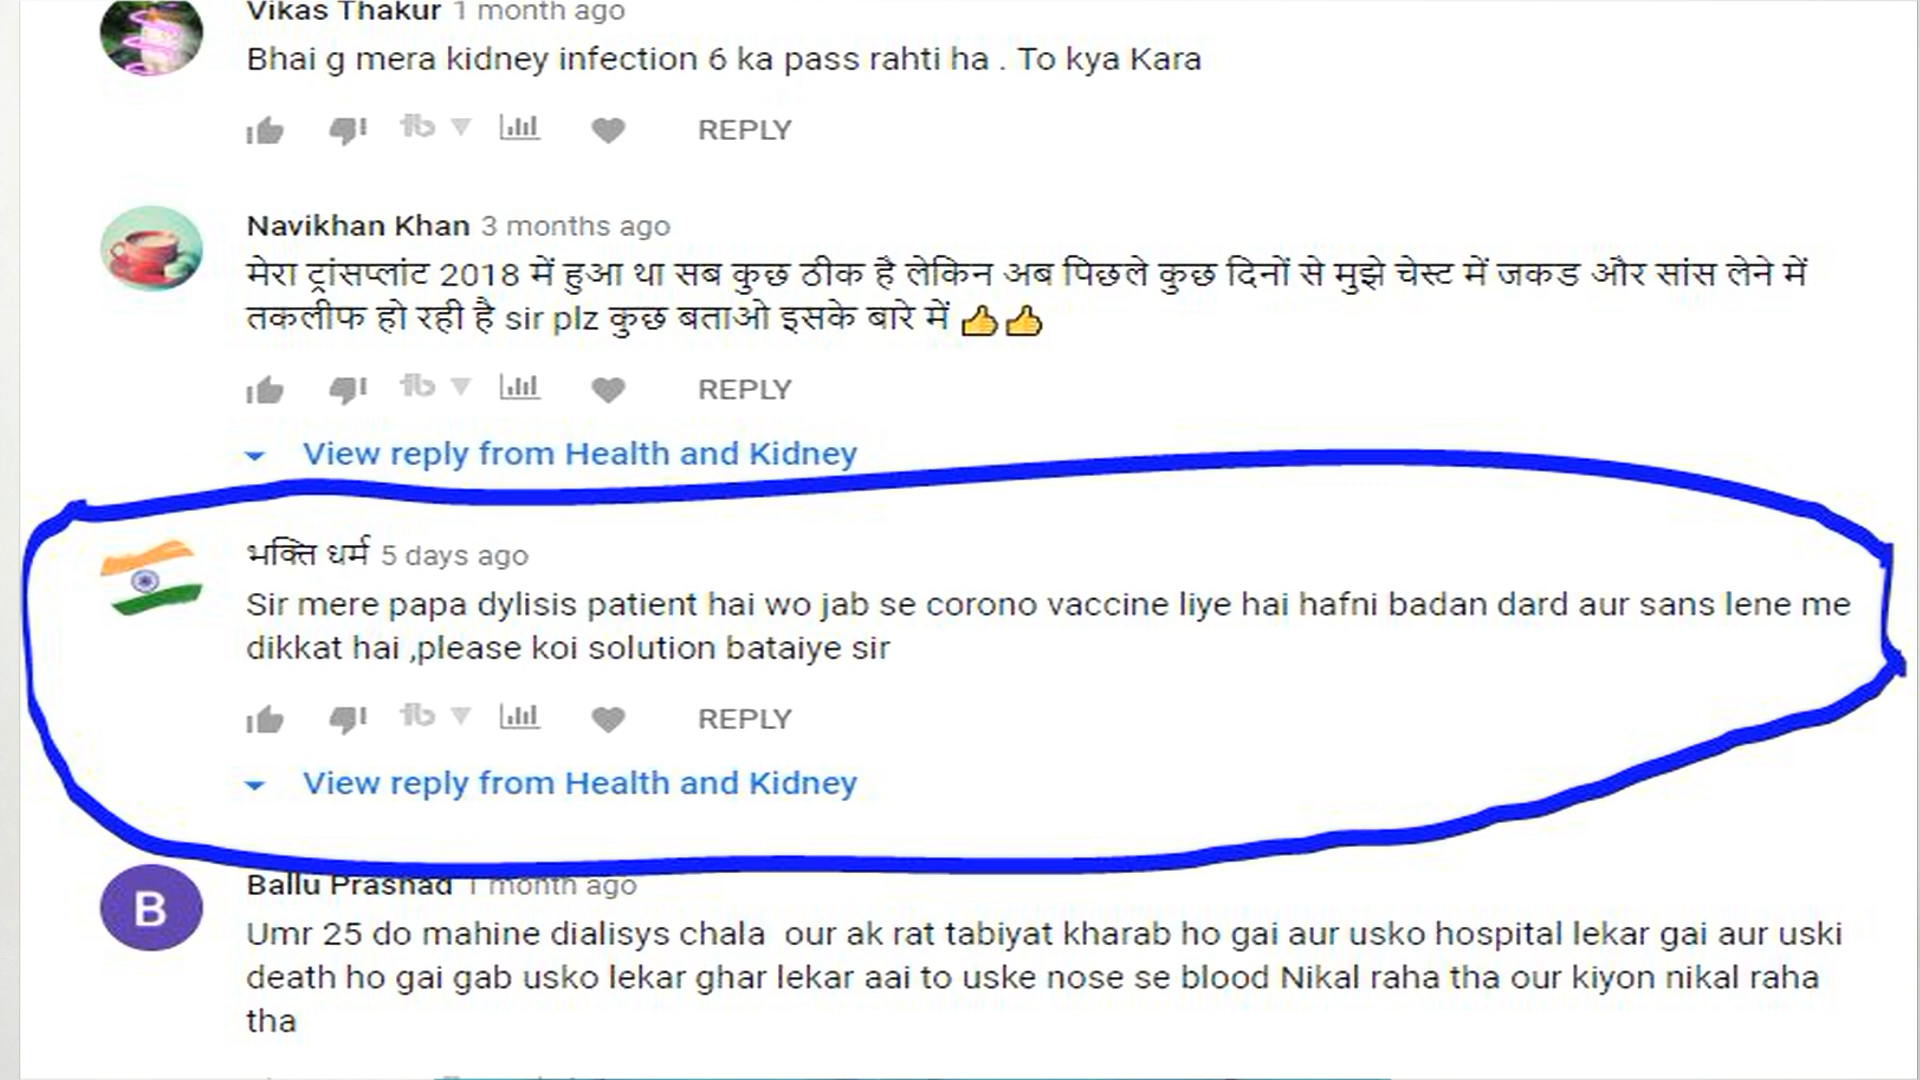 Vikas Thakur 1 month ago
Bhai g mera kidney infection 6 ka pass rahti ha . To kya Kara
REPLY
Navikhan Khan 3 months ago
मेरा ट्रांसप्लांट 2018 में हुआ था सब कुछ ठीक है लेकिन अब पिछले कुछ दिनों से मुझे चेस्ट में जकड और सांस लेने में
तकलीफ हो रही है sir plz कुछ बताओ इसके बारे में 👍👍
REPLY
View reply from Health and Kidney
भक्ति धर्म 5 days ago
Sir mere papa dylisis patient hai wo jab se corono vaccine liye hai hafni badan dard aur sans lene me
dikkat hai ,please koi solution bataiye sir
REPLY
View reply from Health and Kidney
B
Ballu Prashad 1 month ago
Umr 25 do mahine dialisys chala our ak rat tabiyat kharab ho gai aur usko hospital lekar gai aur uski
death ho gai gab usko lekar ghar lekar aai to uske nose se blood Nikal raha tha our kiyon nikal raha
tha